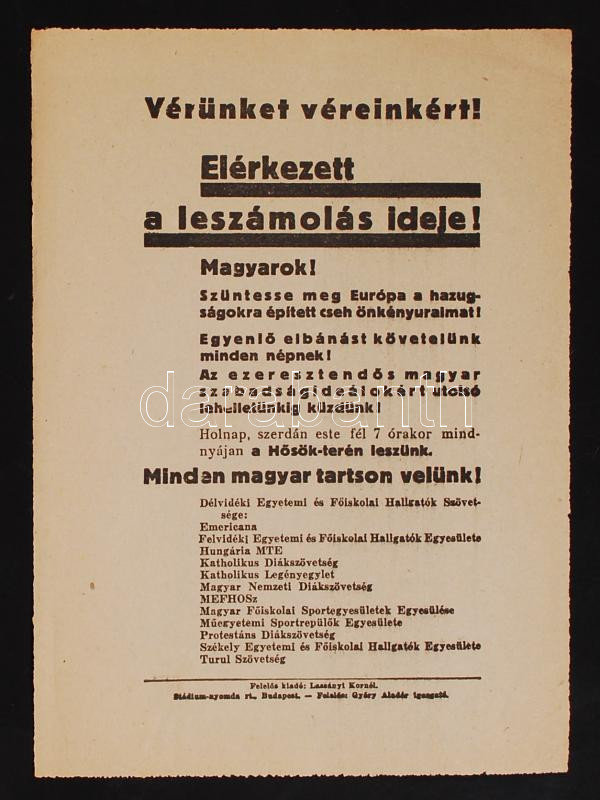 Vérünket véreinkért!
Elérkezett
a leszámolás ideje!
Magyarok!
Szüntesse meg Európa a hazug-
ságokra épített cseh önkényuralmat!
Egyenlő elbánást követelünk
minden népnek!
Az ezeresztendős magyar
szabadságideálokért utolsó
lehelletünkig küzdünk!
darabanth
Holnap, szerdán este fél 7 órakor mind-
nyájan a Hősök-terén leszünk.
Minden magyar tartson velünk!
Délvidéki Egyetemi és Főiskolai Hallgatók Szövet-
sége:
Emericana
Felvidéki Egyetemi és Főiskolai Hallgatók Egyesülete
Hungária MTE
Katholikus Diákszövetség
Katholikus Legényegylet
Magyar Nemzeti Diákszövetség
MEFHOSz
Magyar Főiskolai Sportegyesületek Egyesülése
Műegyetemi Sportrepülők Egyesülete
Protestáns Diákszövetség
Székely Egyetemi és Főiskolai Hallgatók Egyesülete
Turul Szövetség
Felelős kiadó: Lassányi Kornél.
Stádium-nyomda rt., Budapest. — Felelős: Győry Aladár igazgató.